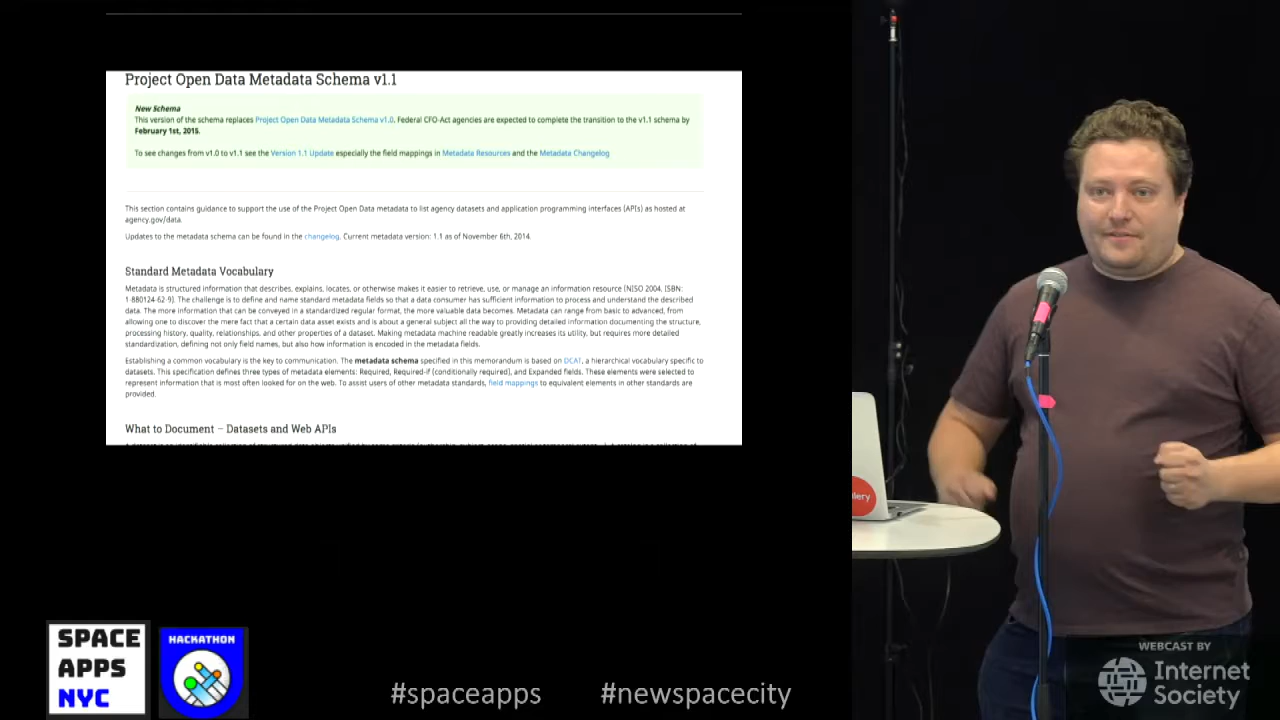 Project Open Data Metadata Schema v1.1
New Schema
This version of the schema replaces Project Open Data Metadata Schema v1.0. Federal CFO-Act agencies are expected to complete the transition to the v1.1 schema by
February 1st, 2015.
To see changes from v1.0 to v1.1 see the Version 1.1 Update especially the field mappings in Metadata Resources and the Metadata Changelog
This section contains guidance to support the use of the Project Open Data metadata to list agency datasets and application programming interfaces (APIs) as hosted at
agency.gov/data.
Updates to the metadata schema can be found in the changelog. Current metadata version: 1.1 as of November 6th, 2014.
Standard Metadata Vocabulary
Metadata is structured information that describes, explains, locates, or otherwise makes it easier to retrieve, use, or manage an information resource (NISO 2004, ISBN:
1-880124-62-9). The challenge is to define and name standard metadata fields so that a data consumer has sufficient information to process and understand the described
data. The more information that can be conveyed in a standardized regular format, the more valuable data becomes. Metadata can range from basic to advanced, from
allowing one to discover the mere fact that a certain data asset exists and is about a general subject all the way to providing detailed information documenting the structure,
processing history, quality, relationships, and other properties of a dataset. Making metadata machine readable greatly increases its utility, but requires more detailed
standardization, defining not only field names, but also how information is encoded in the metadata fields.
Establishing a common vocabulary is the key to communication. The metadata schema specified in this memorandum is based on DCAT, a hierarchical vocabulary specific to
datasets. This specification defines three types of metadata elements: Required, Required-if (conditionally required), and Expanded fields. These elements were selected to
represent information that is most often looked for on the web. To assist users of other metadata standards, field mappings to equivalent elements in other standards are
provided.
What to Document – Datasets and Web APIs
SPACE
APPS
NYC
HACKATHON
#spaceapps #newspacecity
WEBCAST BY
Internet
Society